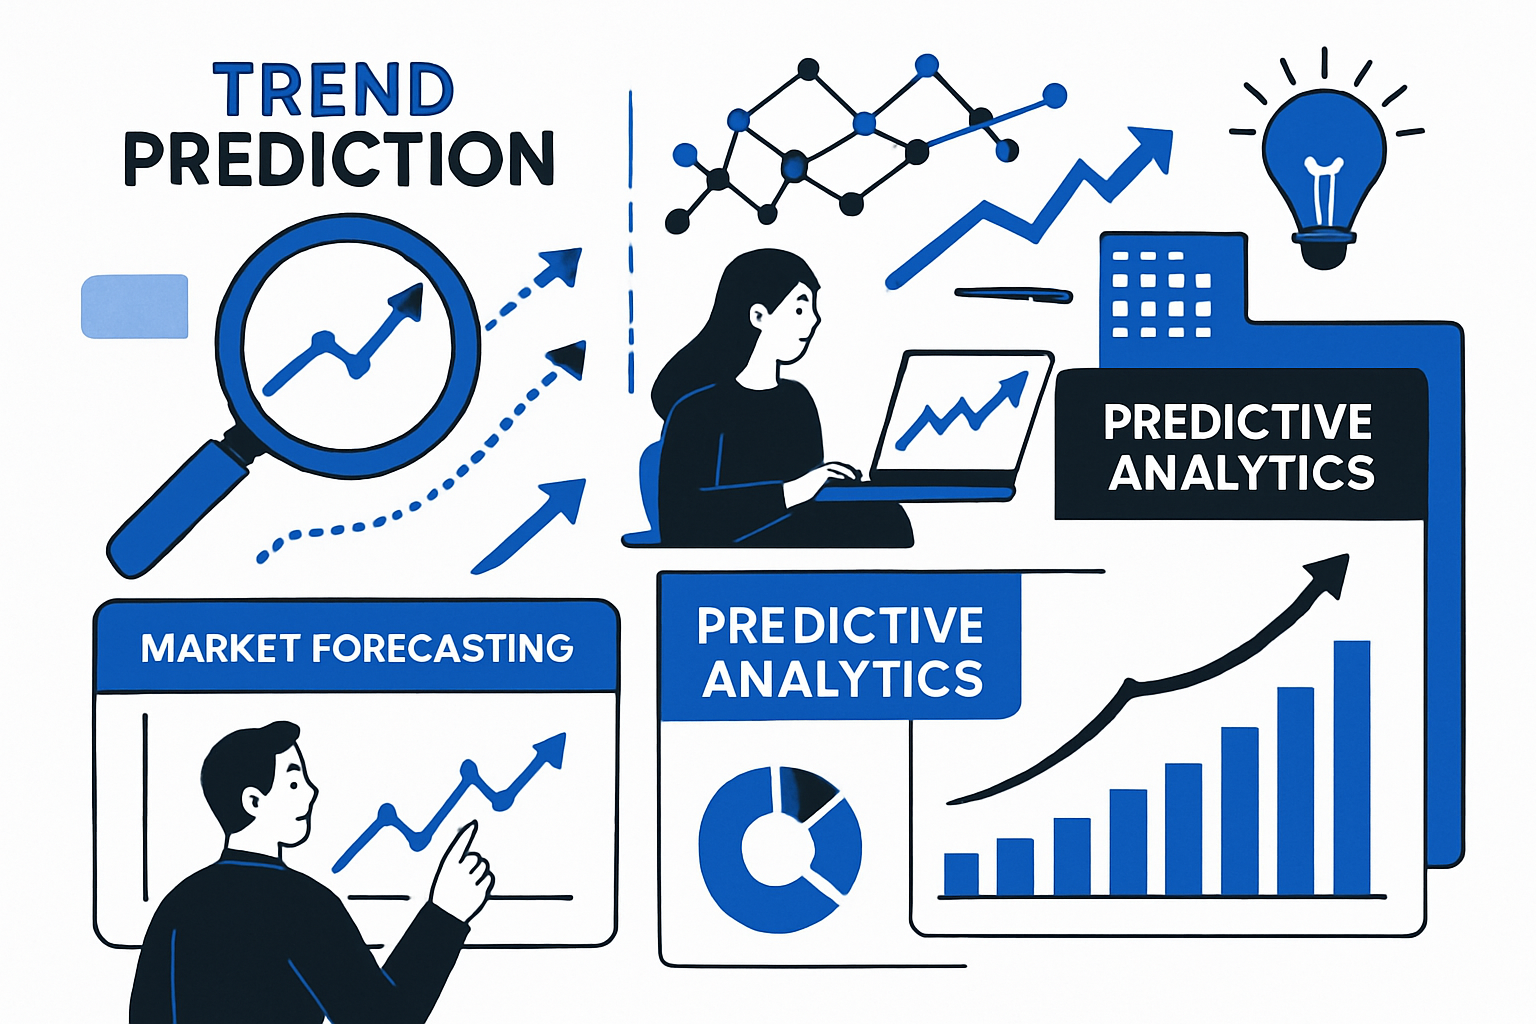 TREND
PREDICTION
PREDICTIVE
ANALYTICS
MARKET FORECASTING
PREDICTIVE
ANALYTICS